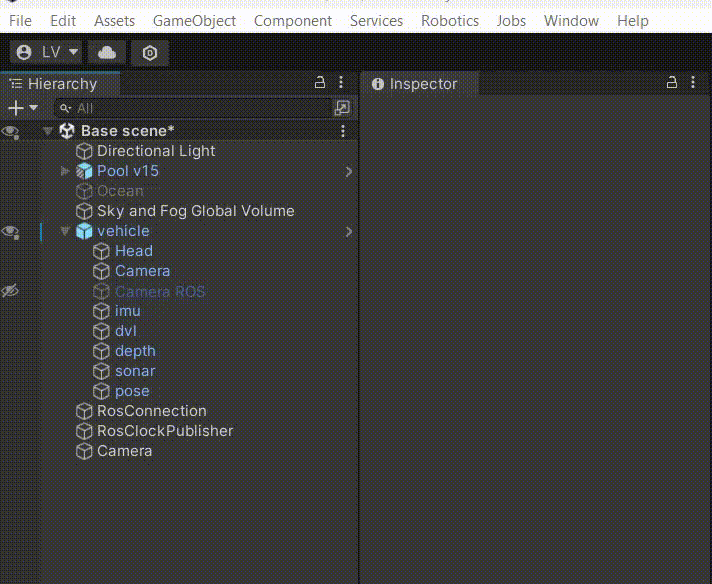 File Edit Assets GameObject Component Services Robotics Jobs Window Help
LV
Hierarchy
Inspector
All
Base scene*
Directional Light
Pool v15
Ocean
Sky and Fog Global Volume
vehicle
Head
Camera
Camera ROS
imu
dvl
depth
sonar
pose
RosConnection
RosClockPublisher
Camera